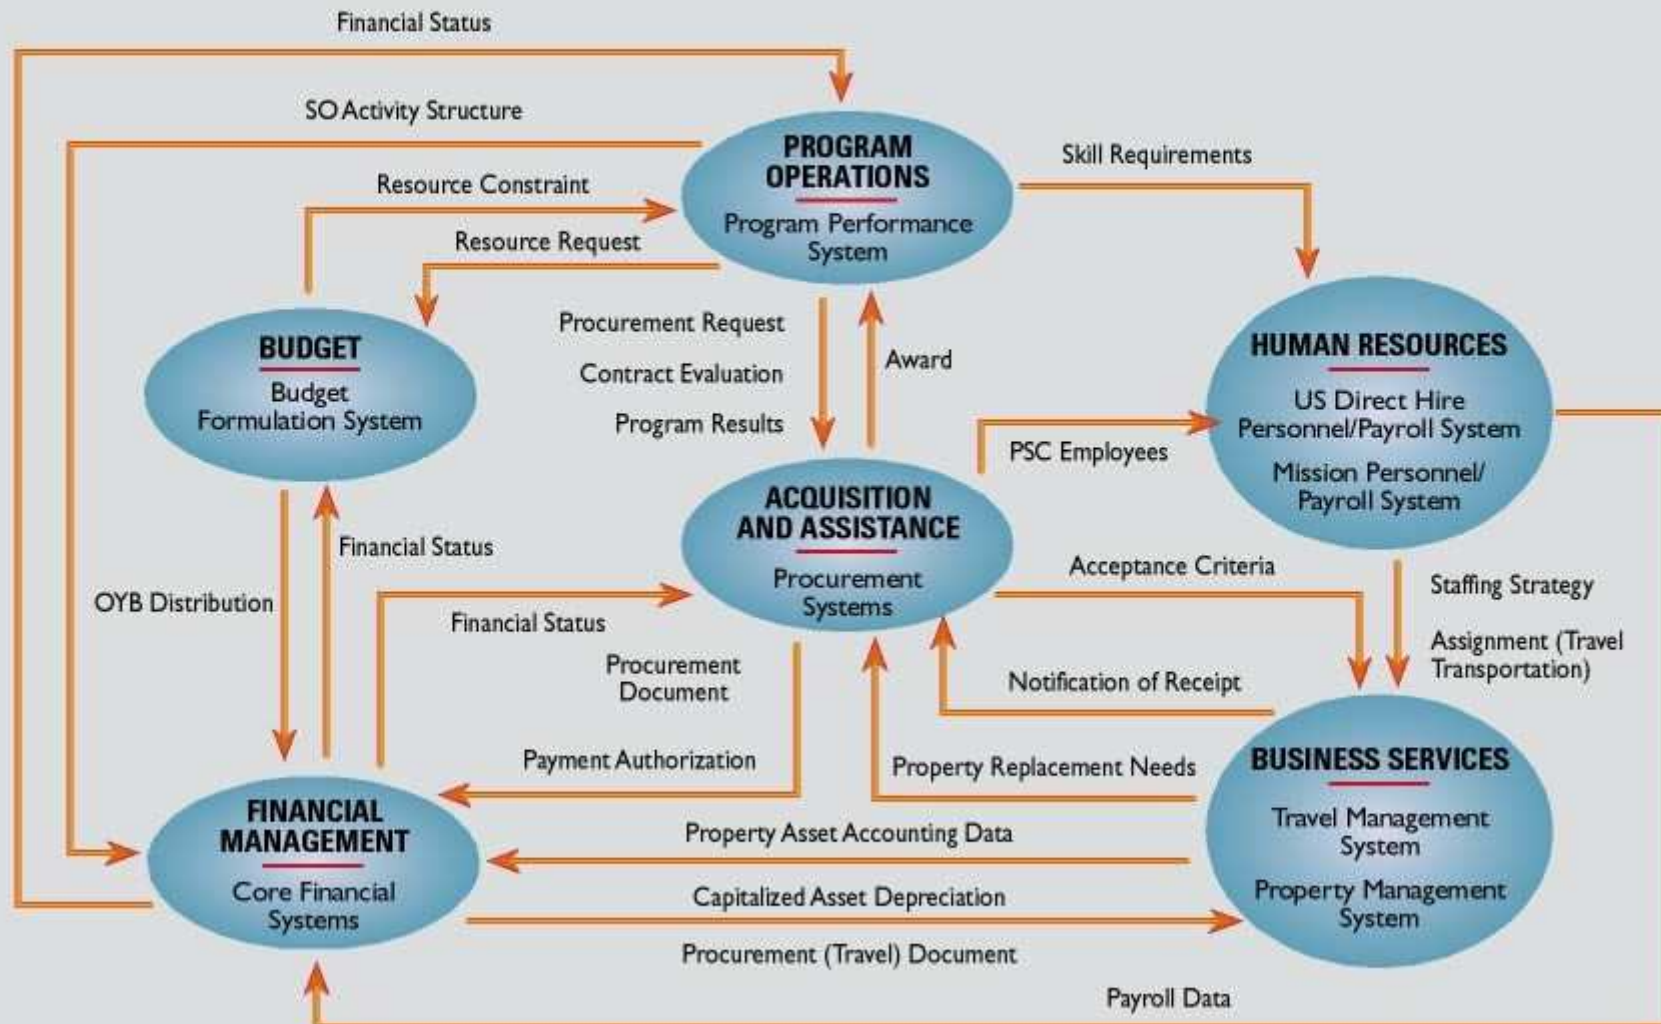 Financial Status
SO Activity Structure
PROGRAM
OPERATIONS
Program Performance
System
Skill Requirements
Resource Constraint
Resource Request
Procurement Request
Contract Evaluation
Program Results
Award
BUDGET
Budget
Formulation System
HUMAN RESOURCES
US Direct Hire
Personnel/Payroll System
Mission Personnel/
Payroll System
PSC Employees
ACQUISITION
AND ASSISTANCE
Procurement
Systems
Financial Status
OYB Distribution
Financial Status
Acceptance Criteria
Staffing Strategy
Assignment (Travel
Transportation)
Procurement
Document
Notification of Receipt
Payment Authorization
Property Replacement Needs
BUSINESS SERVICES
Travel Management
System
Property Management
System
FINANCIAL
MANAGEMENT
Core Financial
Systems
Property Asset Accounting Data
Capitalized Asset Depreciation
Procurement (Travel) Document
Payroll Data